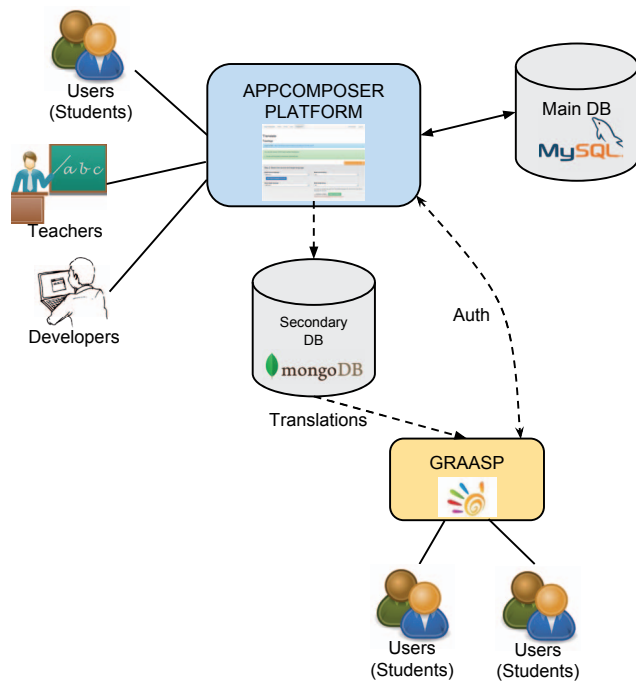 Users
(Students)
APPCOMPOSER
PLATFORM
Main DB
MySQL
abc
Teachers
Developers
Secondary
DB
mongoDB
Auth
Translations
GRAASP
Users
(Students)
Users
(Students)